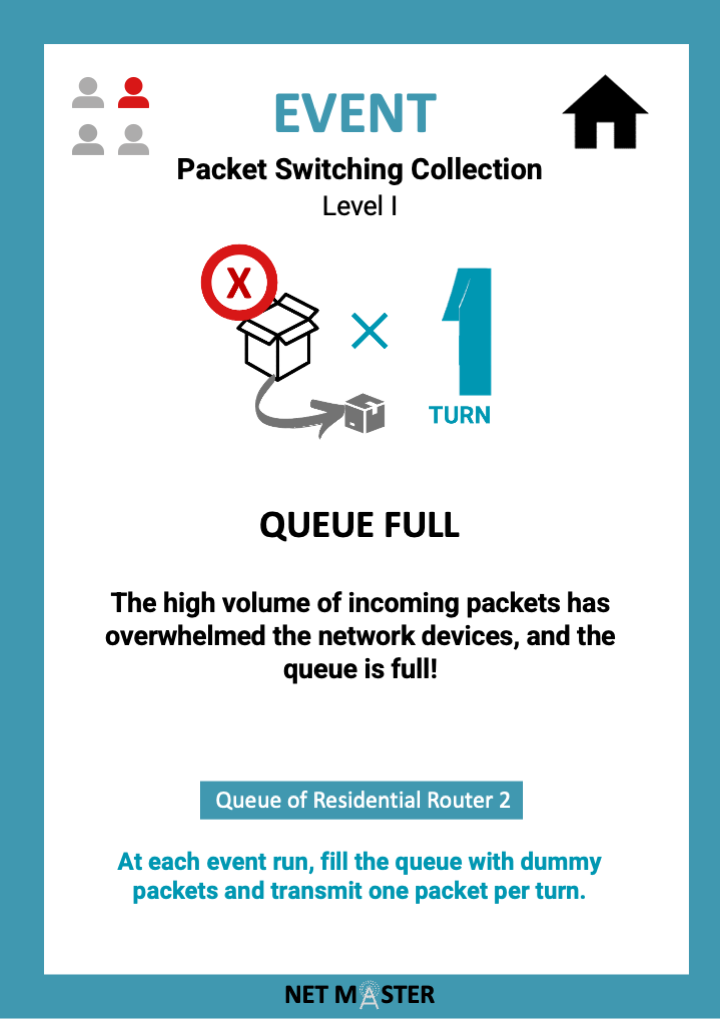 EVENT
Packet Switching Collection
Level I
X
× 1
TURN
QUEUE FULL
The high volume of incoming packets has
overwhelmed the network devices, and the
queue is full!
Queue of Residential Router 2
At each event run, fill the queue with dummy
packets and transmit one packet per turn.
NET MASTER